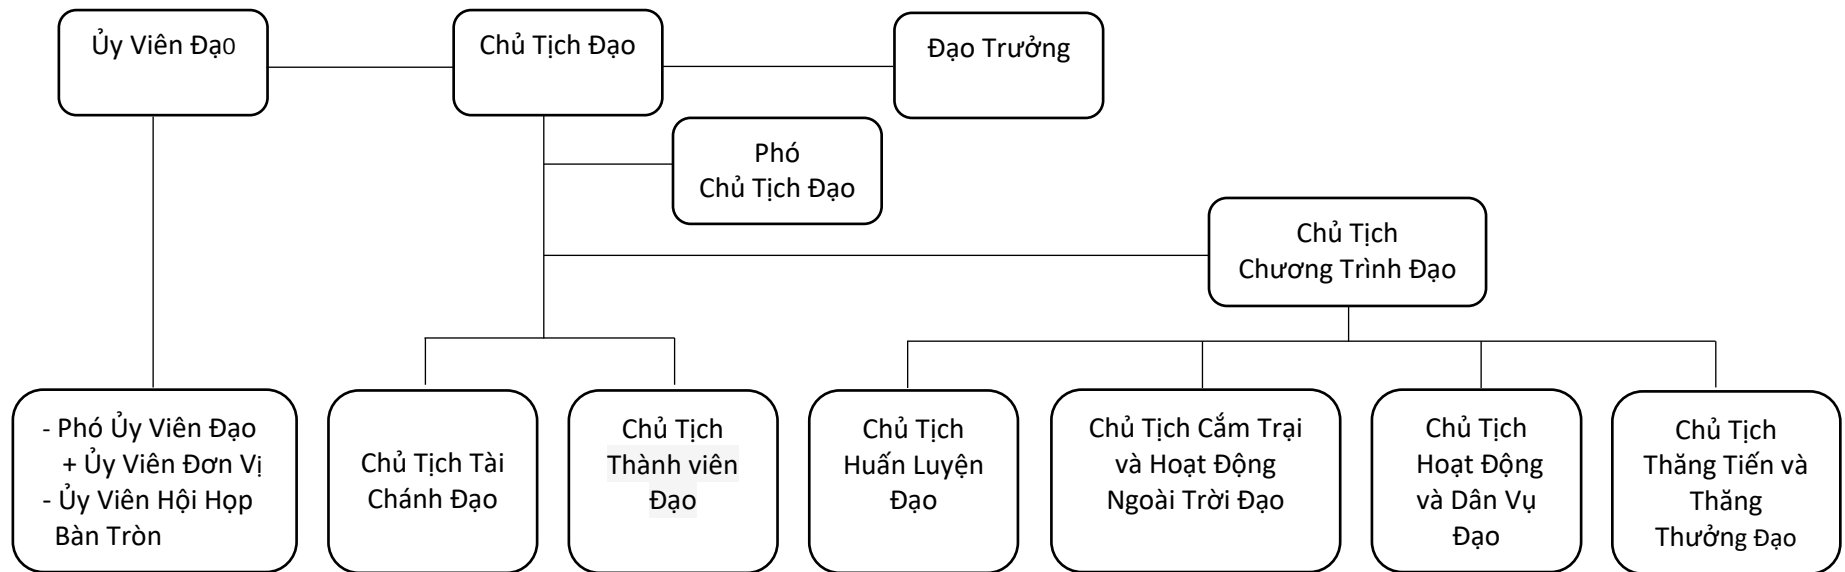 Ủy Viên Đạ0
Chủ Tịch Đạo
Đạo Trưởng
Phó
Chủ Tịch Đạo
Chủ Tịch
Chương Trình Đạo
- Phó Ủy Viên Đạo
+ Ủy Viên Đơn Vị
- Ủy Viên Hội Họp
Bàn Tròn
Chủ Tịch Tài
Chánh Đạo
Chủ Tịch
Thành viên
Đạo
Chủ Tịch
Huấn Luyện
Đạo
Chủ Tịch Cắm Trại
và Hoạt Động
Ngoài Trời Đạo
Chủ Tịch
Hoạt Động
và Dân Vụ
Đạo
Chủ Tịch
Thăng Tiến và
Thăng
Thưởng Đạo